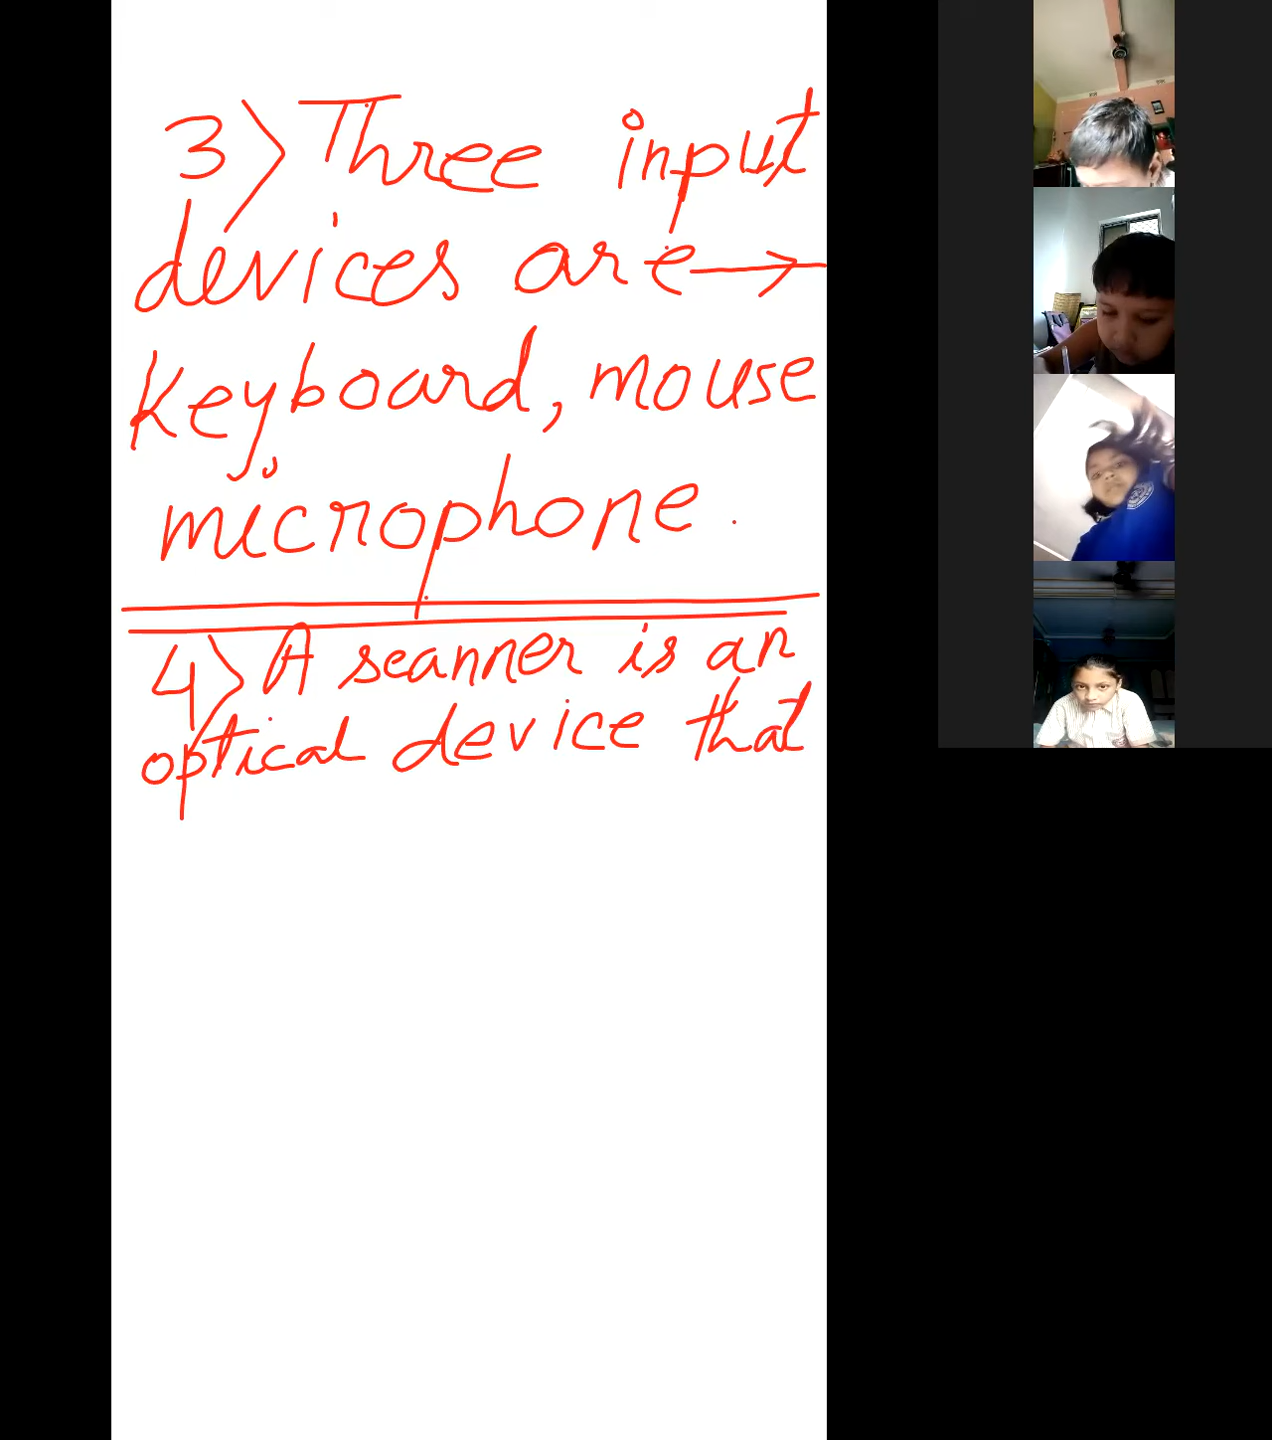 3> Three input
devices are →
keyboard, mouse
microphone.
4> A scanner is an
optical device that